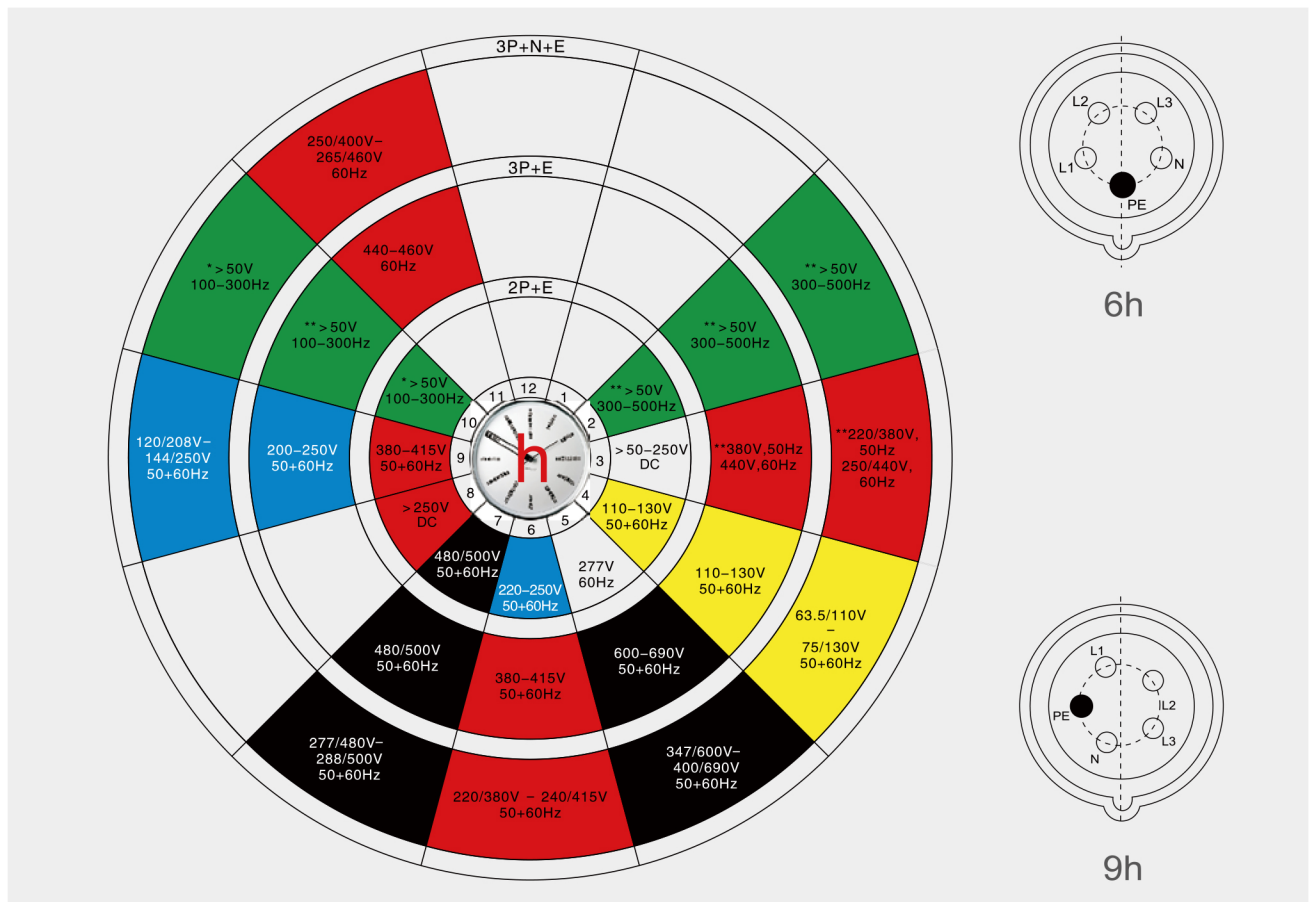 3P+N+E
250/400V–
265/460V
60Hz
3P+E
440–460V
60Hz
2P+E
*>50V
100–300Hz
**>50V
100–300Hz
*>50V
100–300Hz
**>50V
300–500Hz
**>50V
300–500Hz
**>50V
300–500Hz
120/208V–
144/250V
50+60Hz
200–250V
50+60Hz
380–415V
50+60Hz
>250V
DC
12
1
2
3
4
5
6
7
8
9
10
11
h
>50–250V
DC
**380V,50Hz
440V,60Hz
**220/380V,
50Hz
250/440V,
60Hz
110–130V
50+60Hz
110–130V
50+60Hz
63.5/110V
–
75/130V
50+60Hz
480/500V
50+60Hz
220–250V
50+60Hz
277V
60Hz
480/500V
50+60Hz
380–415V
50+60Hz
600–690V
50+60Hz
277/480V–
288/500V
50+60Hz
220/380V – 240/415V
50+60Hz
347/600V–
400/690V
50+60Hz
L2
L3
L1
N
PE
6h
L1
L2
PE
L3
N
9h